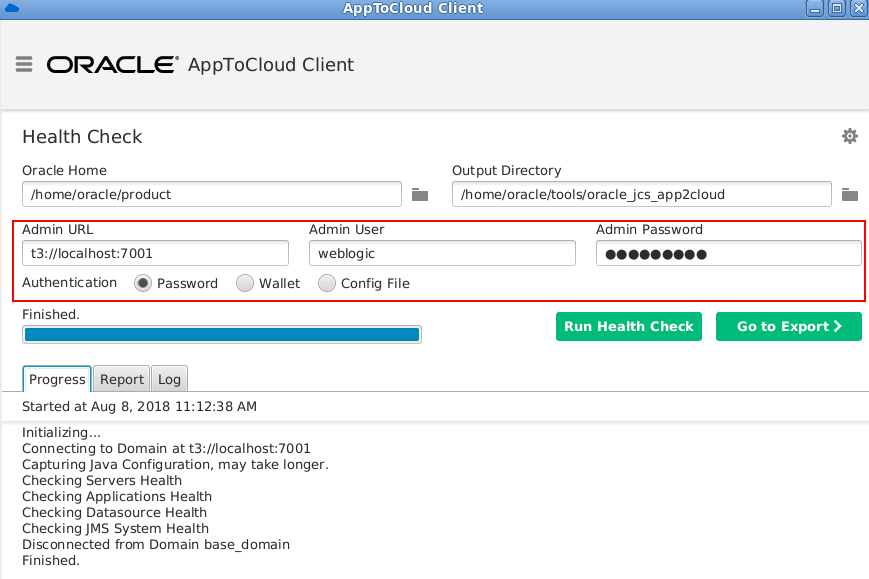 AppToCloud Client
ORACLE® AppToCloud Client
Health Check
Oracle Home
Output Directory
/home/oracle/product
/home/oracle/tools/oracle_jcs_app2cloud
Admin URL
Admin User
Admin Password
t3://localhost:7001
weblogic
●●●●●●●●●
Authentication
Password
Wallet
Config File
Finished.
Run Health Check
Go to Export
Progress
Report
Log
Started at Aug 8, 2018 11:12:38 AM
Initializing...
Connecting to Domain at t3://localhost:7001
Capturing Java Configuration, may take longer.
Checking Servers Health
Checking Applications Health
Checking Datasource Health
Checking JMS System Health
Disconnected from Domain base_domain
Finished.